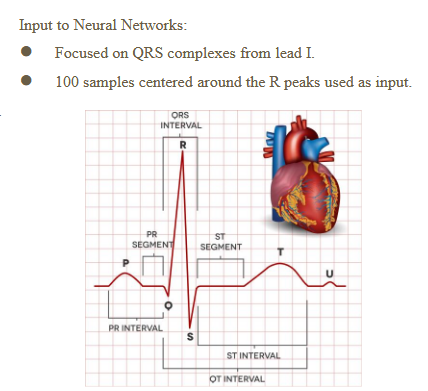 Input to Neural Networks:
● Focused on QRS complexes from lead I.
● 100 samples centered around the R peaks used as input.
QRS
INTERVAL
R
PR
SEGMENT
ST
SEGMENT
P
T
U
Q
S
PR INTERVAL
ST INTERVAL
QT INTERVAL